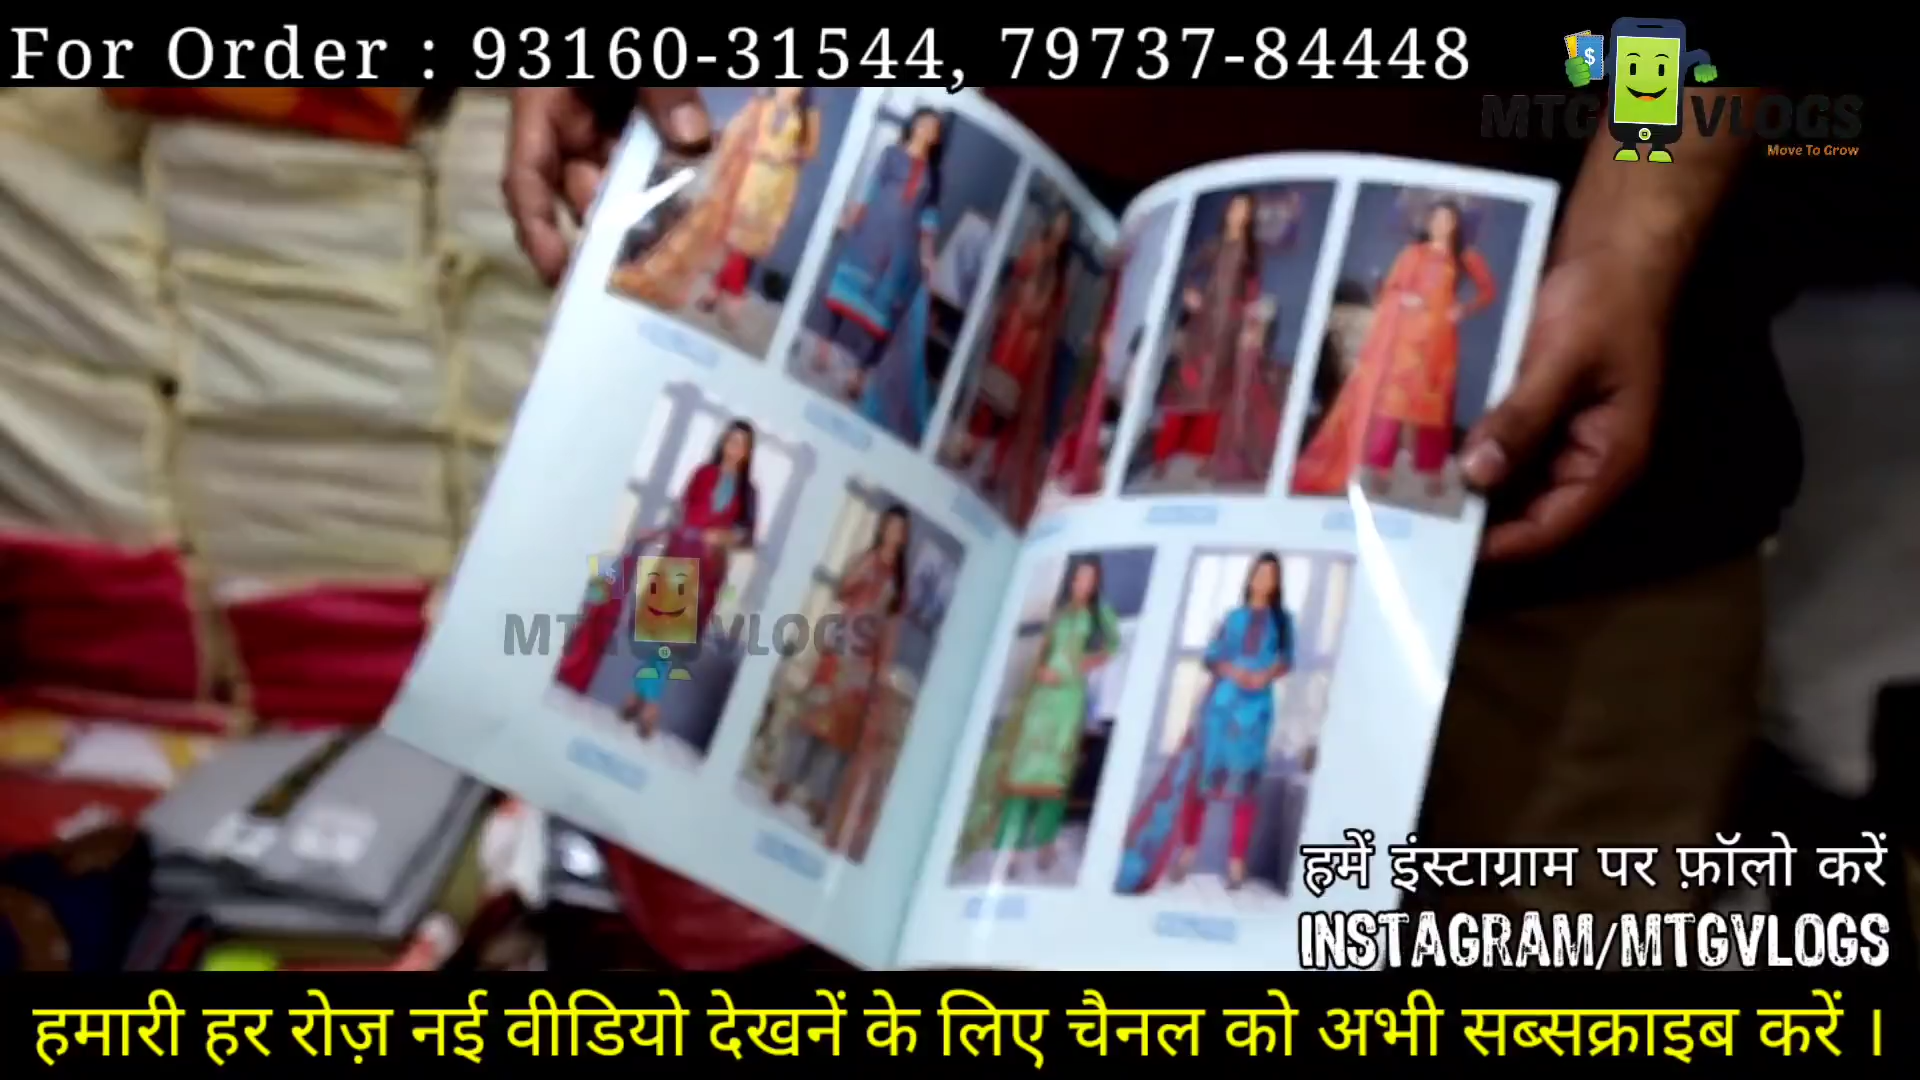 For Order : 93160-31544, 79737-84448
MTG VLOGS
Move To Grow
MTG VLOGS
हमें इंस्टाग्राम पर फ़ॉलो करें
INSTAGRAM/MTGVLOGS
हमारी हर रोज़ नई वीडियो देखनें के लिए चैनल को अभी सब्सक्राइब करें ।